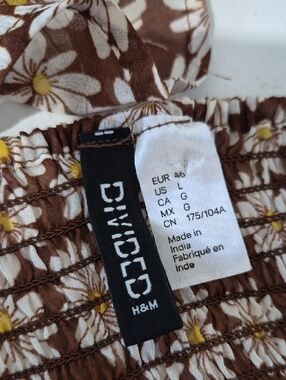 DIVIDED
H&M
EUR 46
US L
CA G
MX G
CN 175/104A
Made in
India
Fabriqué en
Inde